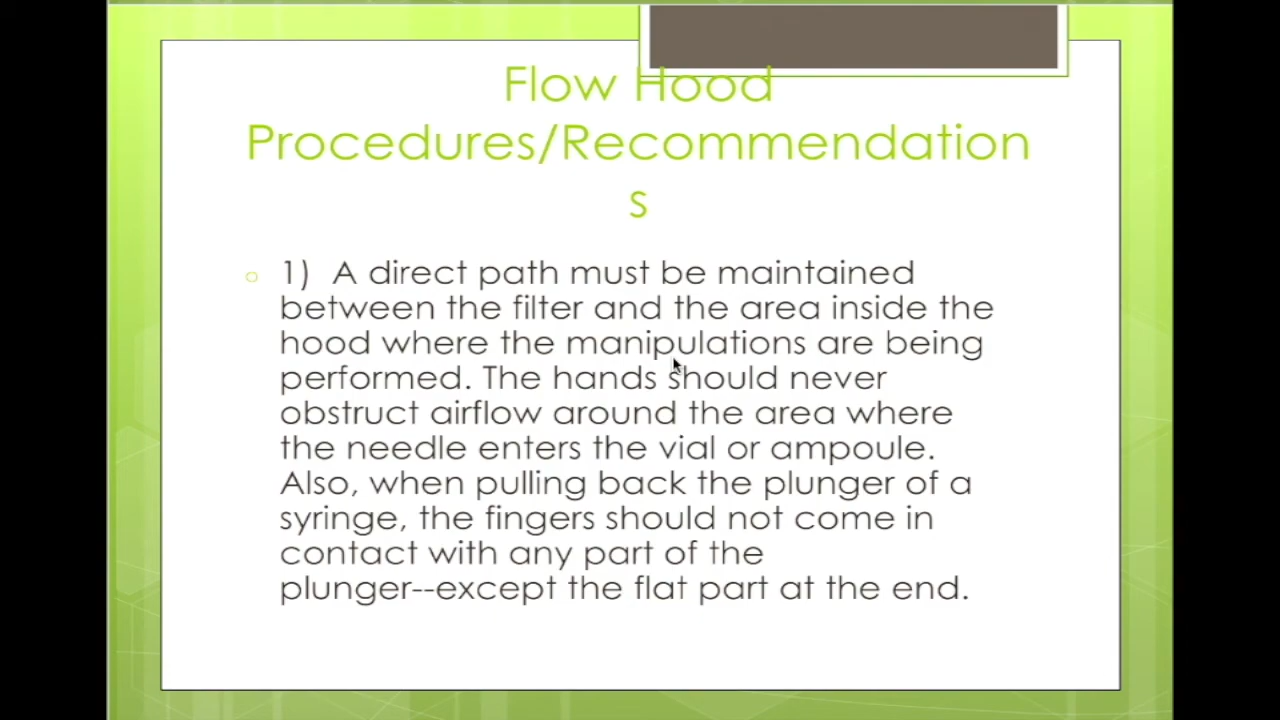 Flow Hood
Procedures/Recommendation
s
1) A direct path must be maintained
between the filter and the area inside the
hood where the manipulations are being
performed. The hands should never
obstruct airflow around the area where
the needle enters the vial or ampoule.
Also, when pulling back the plunger of a
syringe, the fingers should not come in
contact with any part of the
plunger--except the flat part at the end.